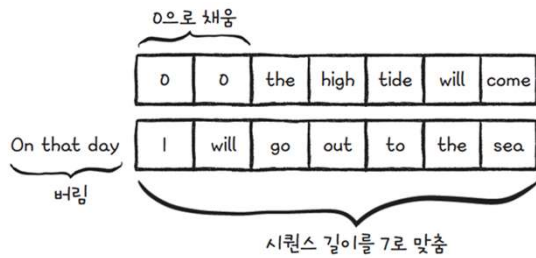 0으로 채움
0 0 the high tide will come
On that day I will go out to the sea
버림
시퀀스 길이를 7로 맞춤